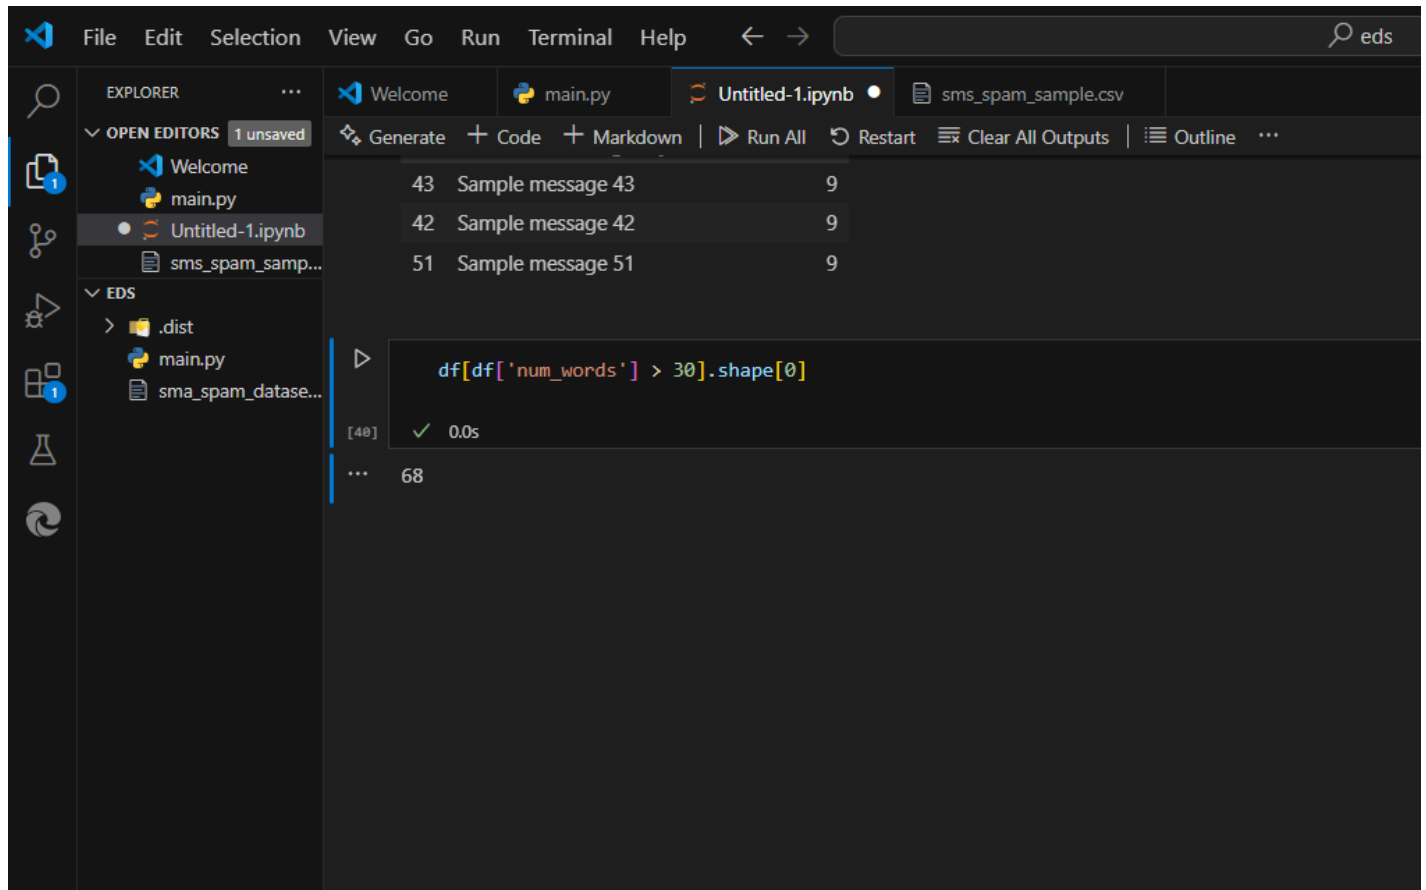 File Edit Selection View Go Run Terminal Help eds
EXPLORER ...
OPEN EDITORS 1 unsaved
Welcome
main.py
Untitled-1.ipynb
sms_spam_samp...
EDS
.dist
main.py
sma_spam_datase...
1
1
Welcome main.py Untitled-1.ipynb sms_spam_sample.csv
Generate + Code + Markdown | Run All Restart Clear All Outputs | Outline ...
43 Sample message 43 9
42 Sample message 42 9
51 Sample message 51 9
df[df['num_words'] > 30].shape[0]
[40] ✓ 0.0s
... 68